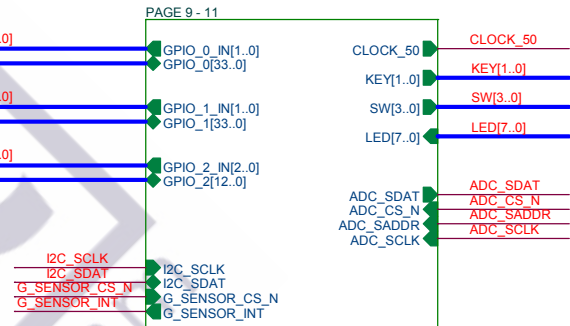 PAGE 9 - 11
0]
GPIO_0_IN[1..0]
GPIO_0[33..0]
0]
GPIO_1_IN[1..0]
GPIO_1[33..0]
0]
GPIO_2_IN[2..0]
GPIO_2[12..0]
I2C_SCLK
I2C_SCLK
I2C_SDAT
I2C_SDAT
G_SENSOR_CS_N
G_SENSOR_CS_N
G_SENSOR_INT
G_SENSOR_INT
CLOCK_50
CLOCK_50
KEY[1..0]
KEY[1..0]
SW[3..0]
SW[3..0]
LED[7..0]
LED[7..0]
ADC_SDAT
ADC_SDAT
ADC_CS_N
ADC_CS_N
ADC_SADDR
ADC_SADDR
ADC_SCLK
ADC_SCLK